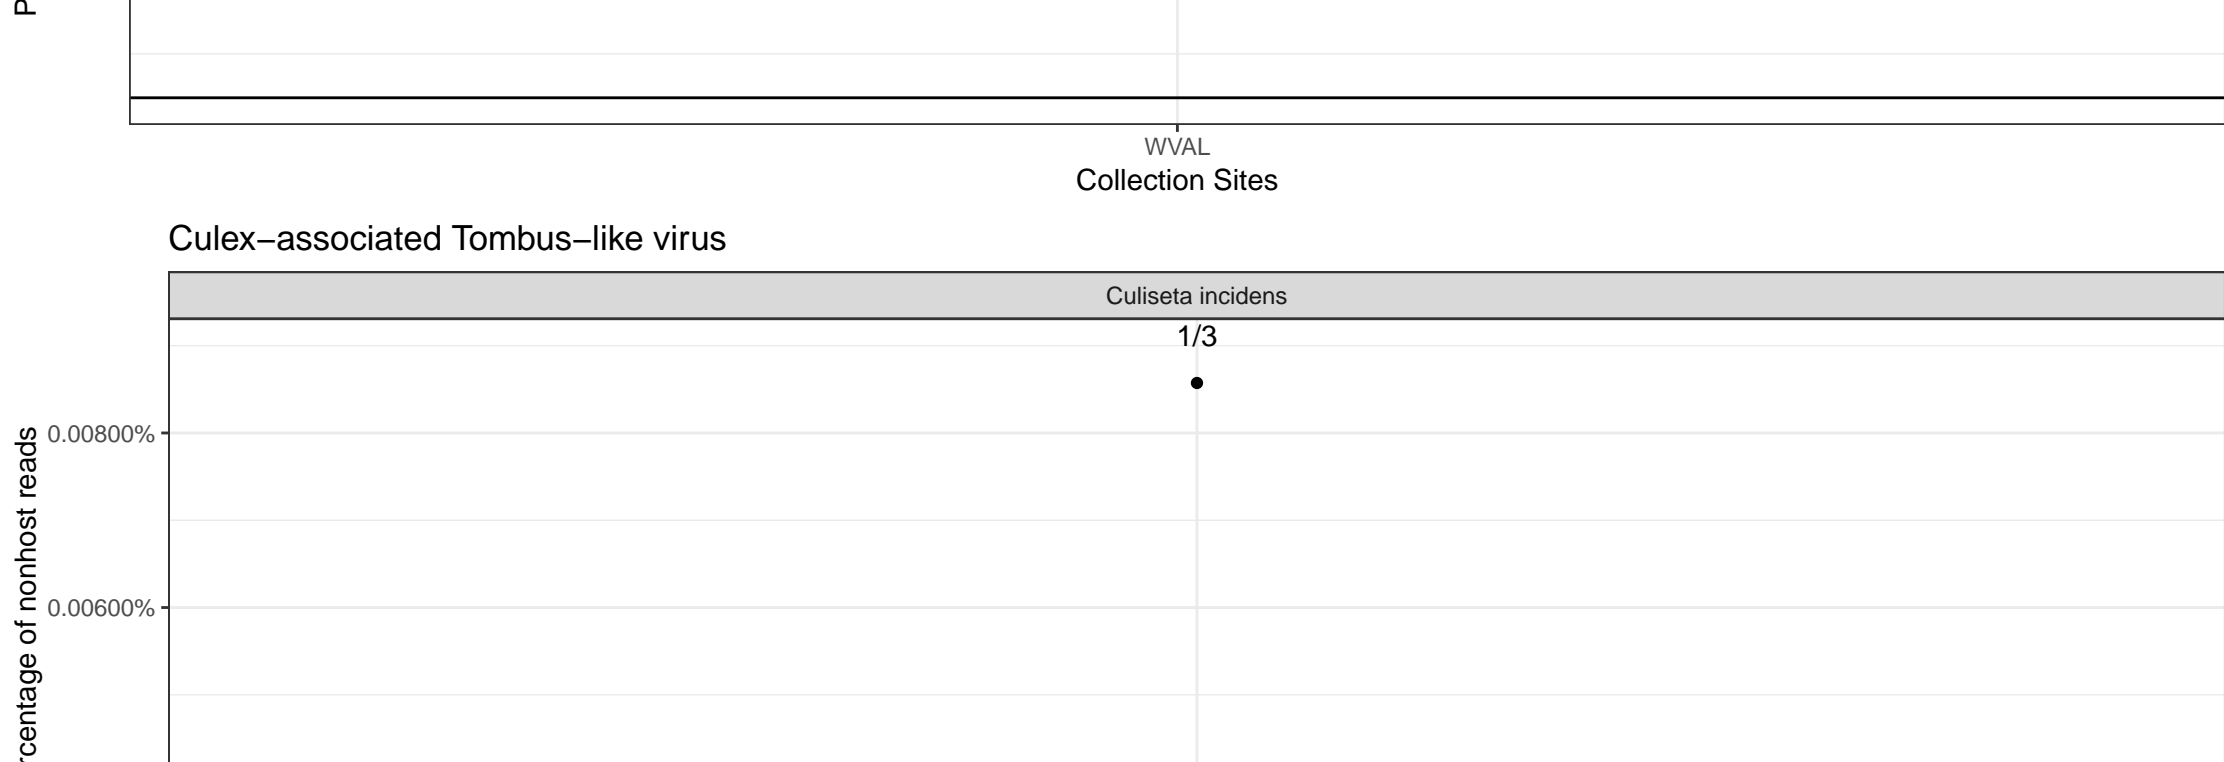 P
WVAL
Collection Sites
Culex−associated Tombus−like virus
Culiseta incidens
1/3
0.00800%
0.00600%
rcentage of nonhost reads